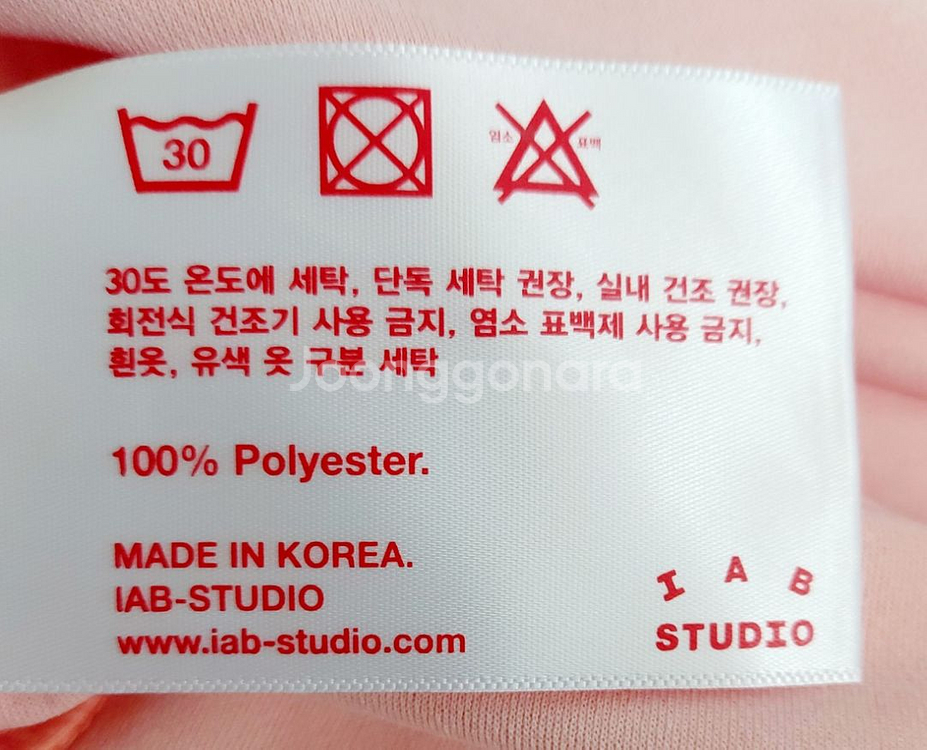 30
염소
표백
30도 온도에 세탁, 단독 세탁 권장, 실내 건조 권장,
회전식 건조기 사용 금지, 염소 표백제 사용 금지,
흰옷, 유색 옷 구분 세탁
Joonggonara
100% Polyester.
MADE IN KOREA.
IAB-STUDIO
www.iab-studio.com
I A B
STUDIO